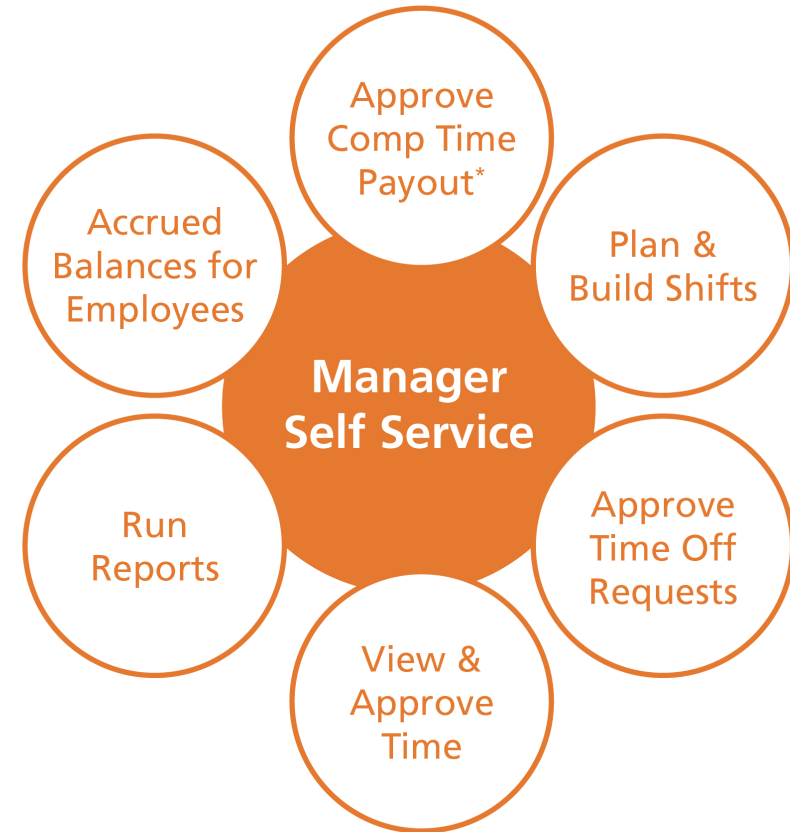 Approve
Comp Time
Payout*
Accrued
Balances for
Employees
Plan &
Build Shifts
Manager
Self Service
Run
Reports
Approve
Time Off
Requests
View &
Approve
Time